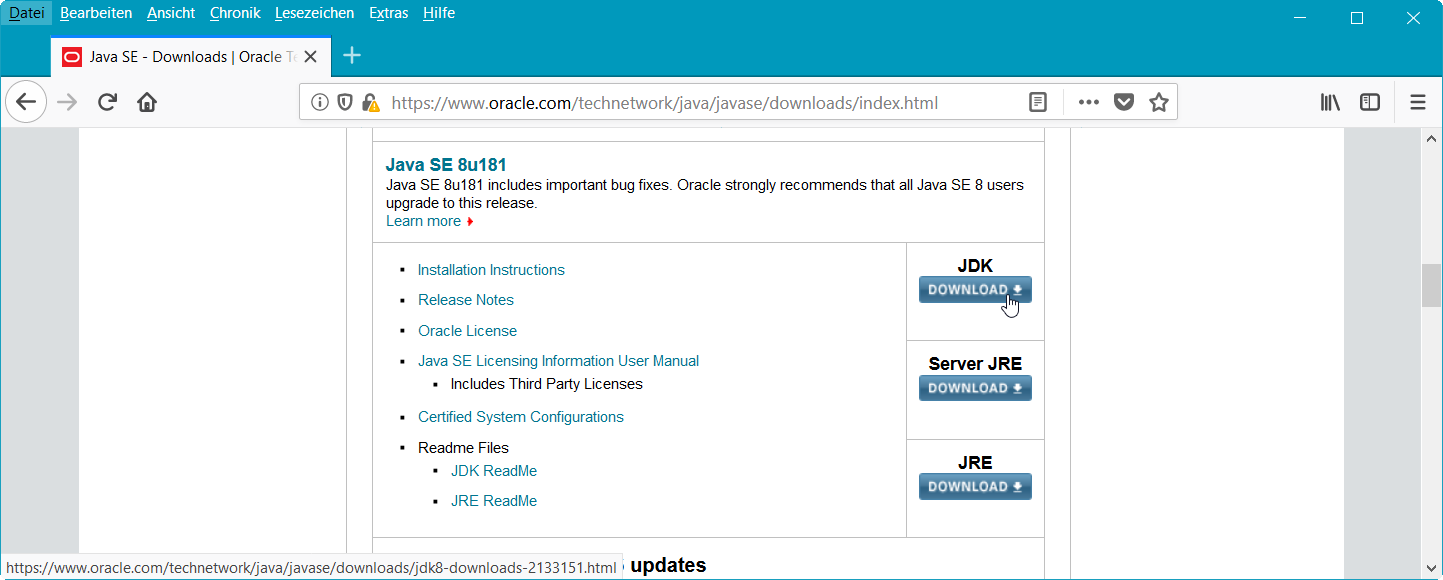 Datei Bearbeiten Ansicht Chronik Lesezeichen Extras Hilfe
Java SE - Downloads | Oracle
https://www.oracle.com/technetwork/java/javase/downloads/index.html
Java SE 8u181
Java SE 8u181 includes important bug fixes. Oracle strongly recommends that all Java SE 8 users
upgrade to this release.
Learn more
Installation Instructions
Release Notes
Oracle License
Java SE Licensing Information User Manual
Includes Third Party Licenses
Certified System Configurations
Readme Files
JDK ReadMe
JRE ReadMe
JDK
DOWNLOAD
Server JRE
DOWNLOAD
JRE
DOWNLOAD
updates
https://www.oracle.com/technetwork/java/javase/downloads/jdk8-downloads-2133151.html